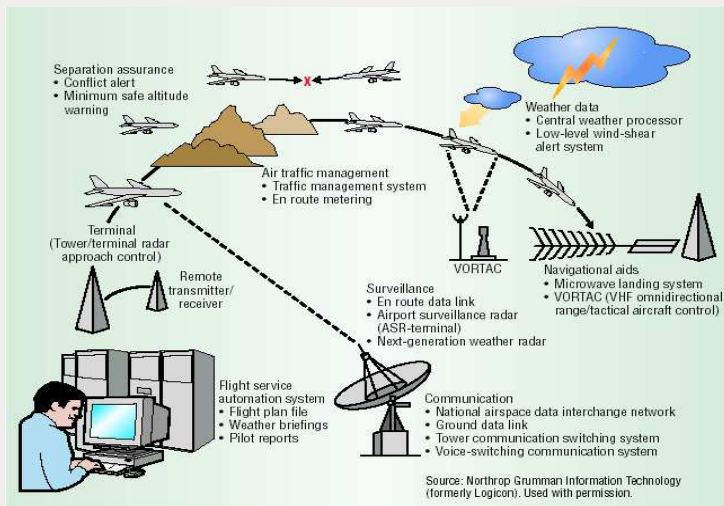 Separation assurance
• Conflict alert
• Minimum safe altitude
warning
X
Weather data
• Central weather processor
• Low-level wind-shear
alert system
Air traffic management
• Traffic management system
• En route metering
Terminal
(Tower/terminal radar
approach control)
Remote
transmitter/
receiver
VORTAC
Navigational aids
• Microwave landing system
• VORTAC (VHF omnidirectional
range/tactical aircraft control)
Surveillance
• En route data link
• Airport surveillance radar
(ASR-terminal)
• Next-generation weather radar
Flight service
automation system
• Flight plan file
• Weather briefings
• Pilot reports
Communication
• National airspace data interchange network
• Ground data link
• Tower communication switching system
• Voice-switching communication system
Source: Northrop Grumman Information Technology
(formerly Logicon). Used with permission.